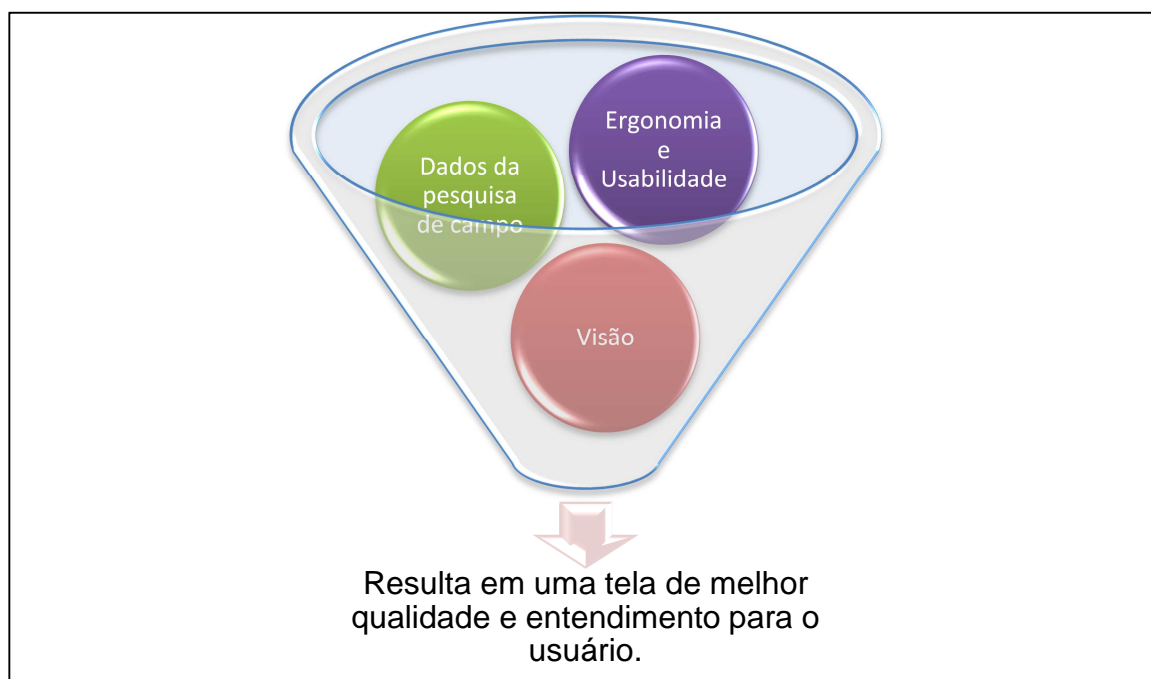 Ergonomia
e
Usabilidade
Dados da
pesquisa
de campo
Visão
Resulta em uma tela de melhor
qualidade e entendimento para o
usuário.